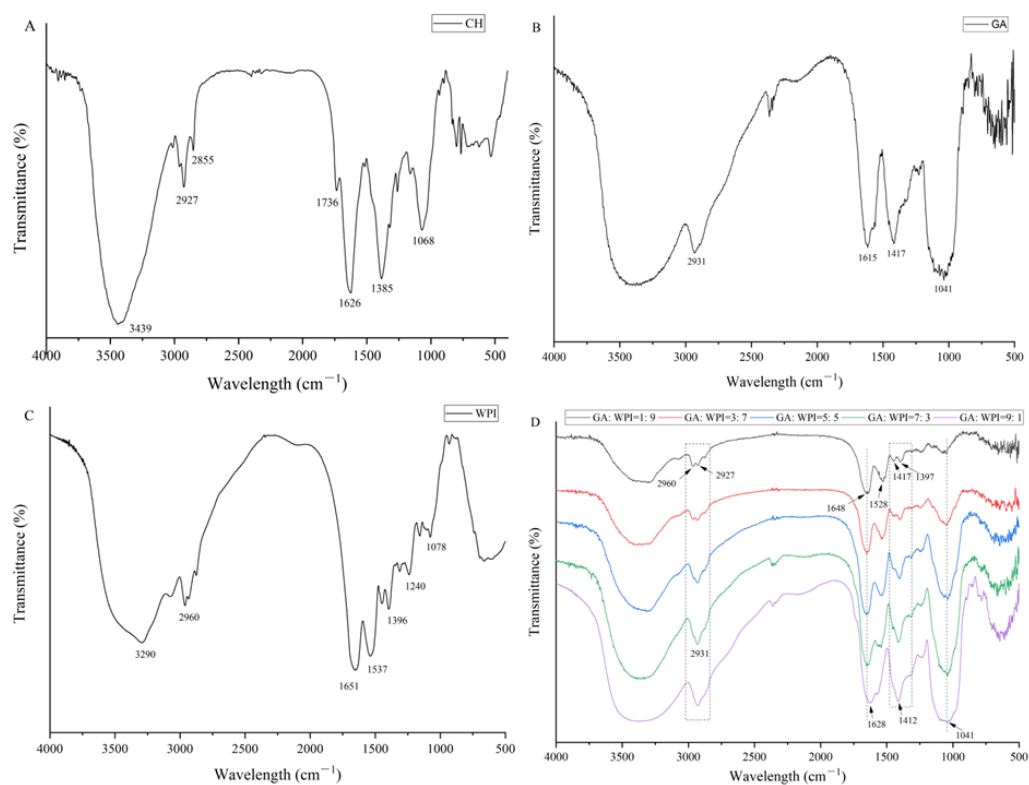 A
CH
Transmittance (%)
3439
2927
2855
1736
1626
1385
1068
4000 3500 3000 2500 2000 1500 1000 500
Wavelength (cm−1)
B
GA
Transmittance (%)
2931
1615
1417
1041
4000 3000 2000 1500 1000 500
Wavelength (cm−1)
C
WPI
Transmittance (%)
3290
2960
1651
1537
1396
1240
1078
4000 3500 3000 2500 2000 1500 1000 500
Wavelength (cm−1)
D
GA: WPI=1: 9 GA: WPI=3: 7 GA: WPI=5: 5 GA: WPI=7: 3 GA: WPI=9: 1
Transmittance (%)
2960
2927
1648
1528
1417
1397
2931
1628
1412
1041
4000 3000 2000 1500 1000 500
Wavelength (cm−1)